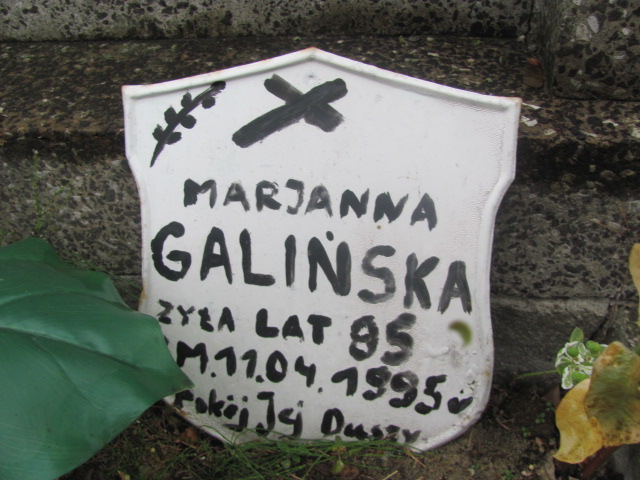 MARJANNA
GALIŃSKA
ŻYŁA LAT 85
ZM. 11.04.1995 r
Pokój Jej Duszy